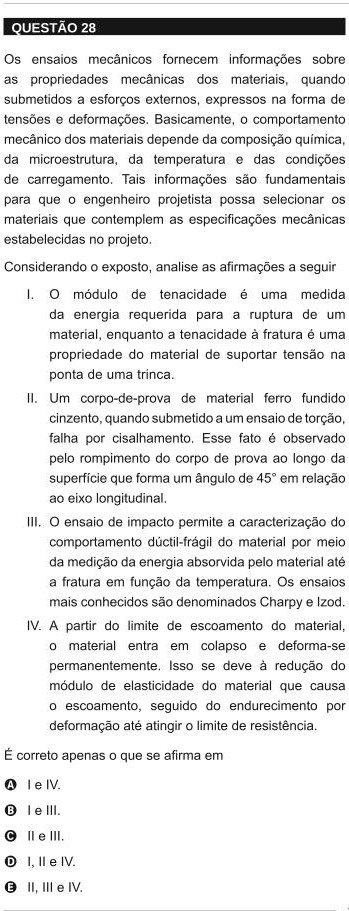 QUESTÃO 28
Os ensaios mecânicos fornecem informações sobre
as propriedades mecânicas dos materiais, quando
submetidos a esforços externos, expressos na forma de
tensões e deformações. Basicamente, o comportamento
mecânico dos materiais depende da composição química,
da microestrutura, da temperatura e das condições
de carregamento. Tais informações são fundamentais
para que o engenheiro projetista possa selecionar os
materiais que contemplem as especificações mecânicas
estabelecidas no projeto.
Considerando o exposto, analise as afirmações a seguir
I. O módulo de tenacidade é uma medida
da energia requerida para a ruptura de um
material, enquanto a tenacidade à fratura é uma
propriedade do material de suportar tensão na
ponta de uma trinca.
II. Um corpo-de-prova de material ferro fundido
cinzento, quando submetido a um ensaio de torção,
falha por cisalhamento. Esse fato é observado
pelo rompimento do corpo de prova ao longo da
superfície que forma um ângulo de 45° em relação
ao eixo longitudinal.
III. O ensaio de impacto permite a caracterização do
comportamento dúctil-frágil do material por meio
da medição da energia absorvida pelo material até
a fratura em função da temperatura. Os ensaios
mais conhecidos são denominados Charpy e Izod.
IV. A partir do limite de escoamento do material,
o material entra em colapso e deforma-se
permanentemente. Isso se deve à redução do
módulo de elasticidade do material que causa
o escoamento, seguido do endurecimento por
deformação até atingir o limite de resistência.
É correto apenas o que se afirma em
A I e IV.
B I e III.
C II e III.
D I, II e IV.
E II, III e IV.